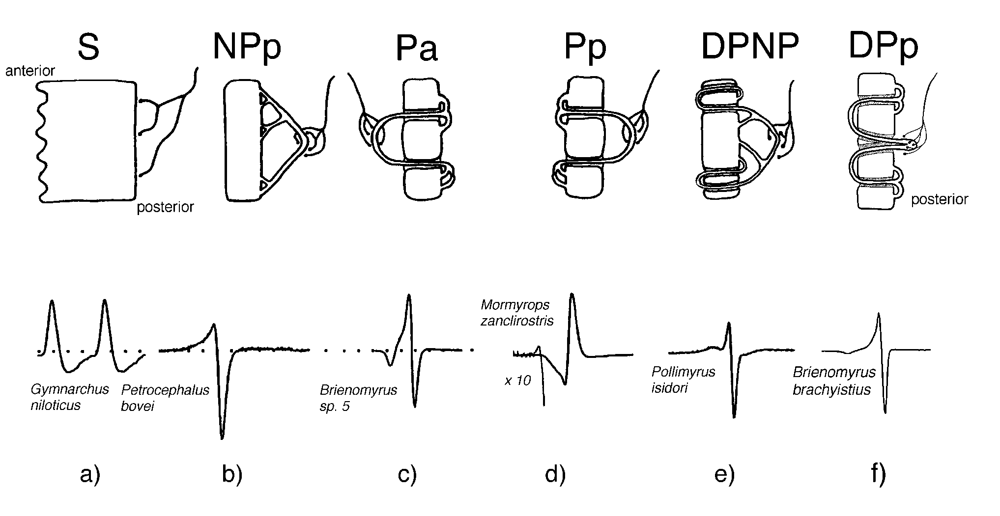 S
NPp
Pa
Pp
DPNP
DPp
anterior
posterior
posterior
Mormyrops
zanclirostris
x 10
Gymnarchus
niloticus
Petrocephalus
bovei
Brienomyrus
sp. 5
Pollimyrus
isidori
Brienomyrus
brachyistius
a)
b)
c)
d)
e)
f)